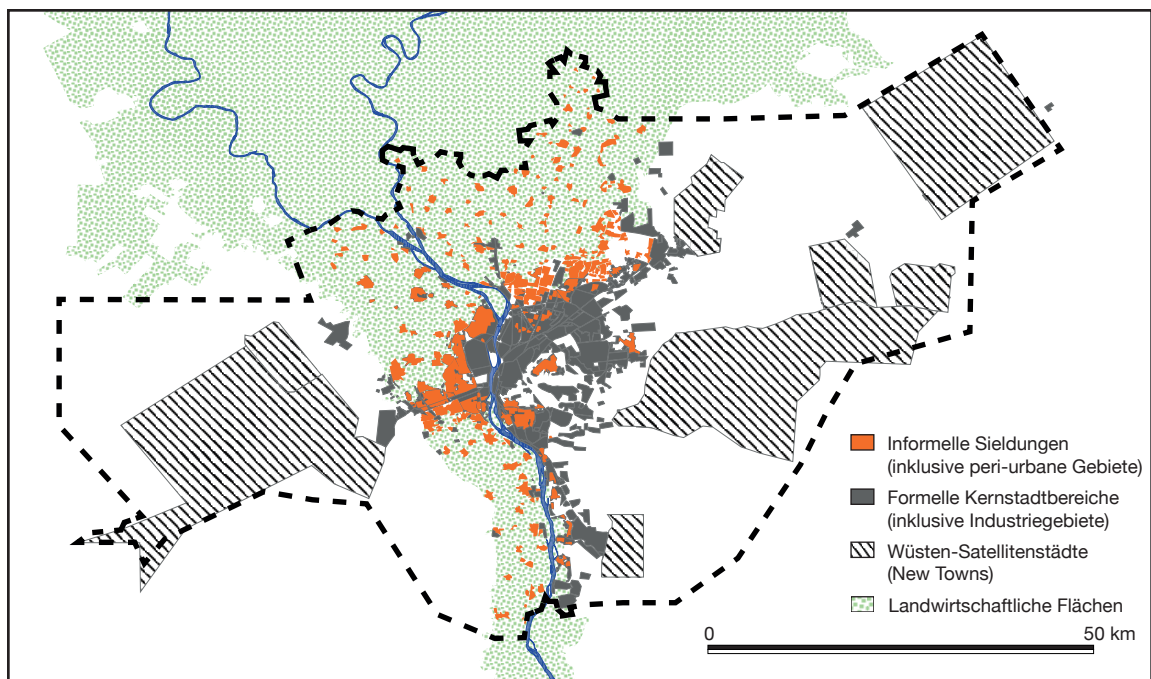 Informelle Sieldungen
(inklusive peri-urbane Gebiete)
Formelle Kernstadtbereiche
(inklusive Industriegebiete)
Wüsten-Satellitenstädte
(New Towns)
Landwirtschaftliche Flächen
0
50 km